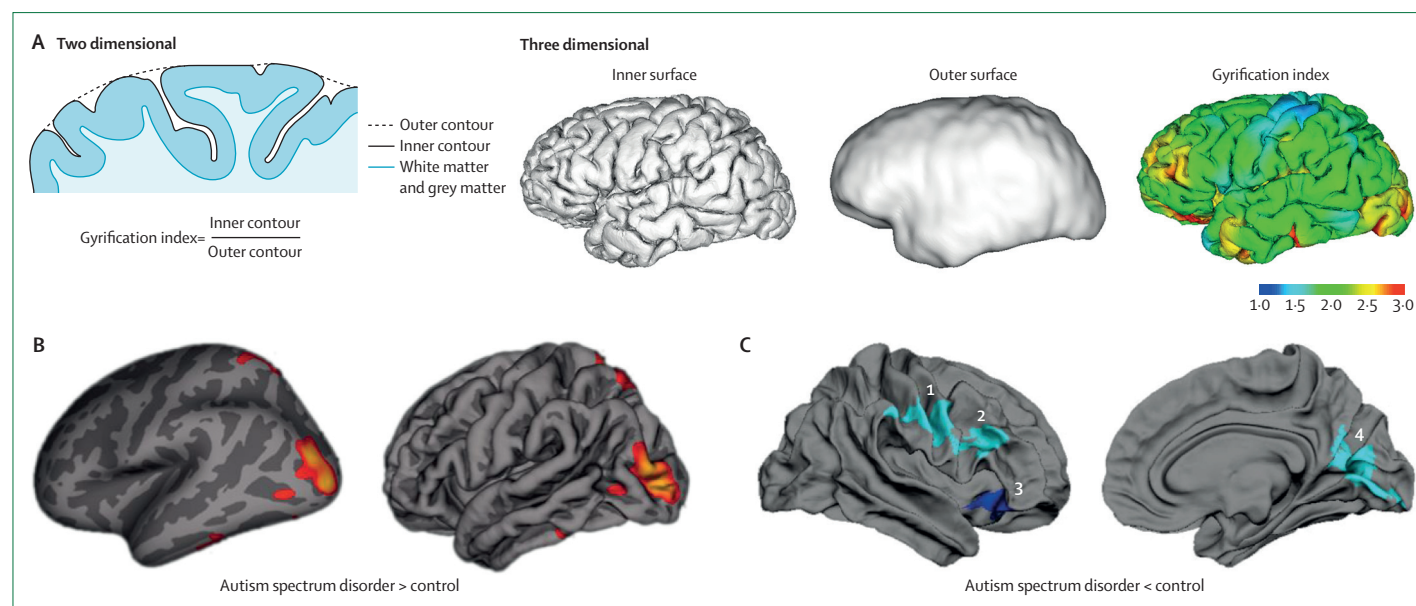 A Two dimensional
Outer contour
Inner contour
White matter
and grey matter
Gyrification index= Inner contour
Outer contour
Three dimensional
Inner surface
Outer surface
Gyrification index
1·0 1·5 2·0 2·5 3·0
B
Autism spectrum disorder > control
C
1
2
3
4
Autism spectrum disorder < control